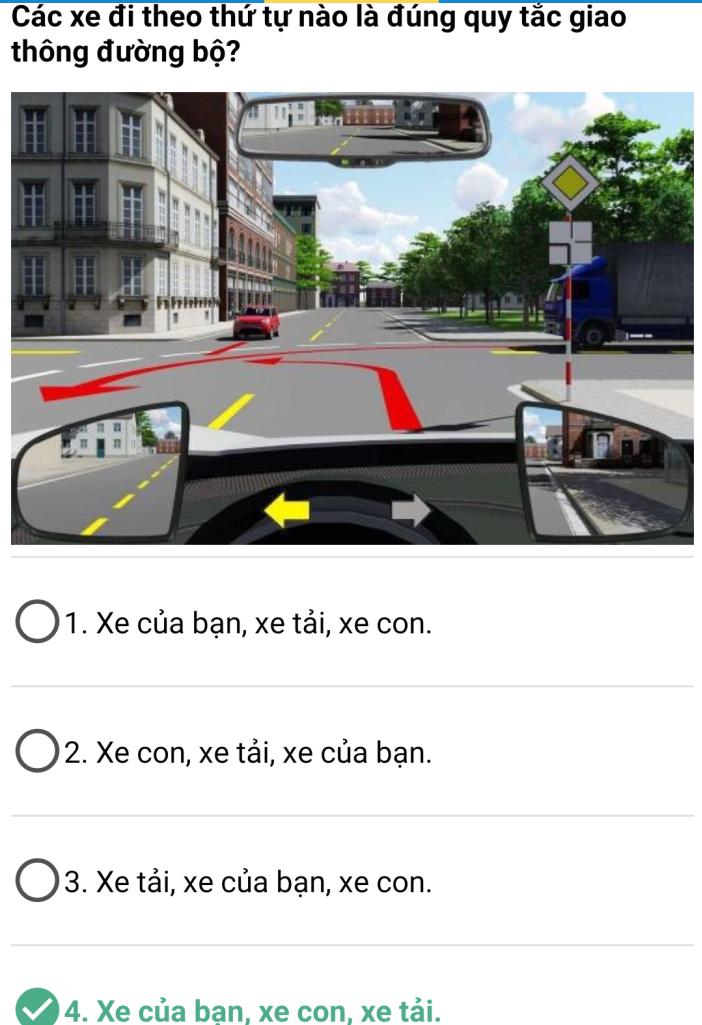 Các xe đi theo thứ tự nào là đúng quy tắc giao
thông đường bộ?
1. Xe của bạn, xe tải, xe con.
2. Xe con, xe tải, xe của bạn.
3. Xe tải, xe của bạn, xe con.
4. Xe của bạn, xe con, xe tải.